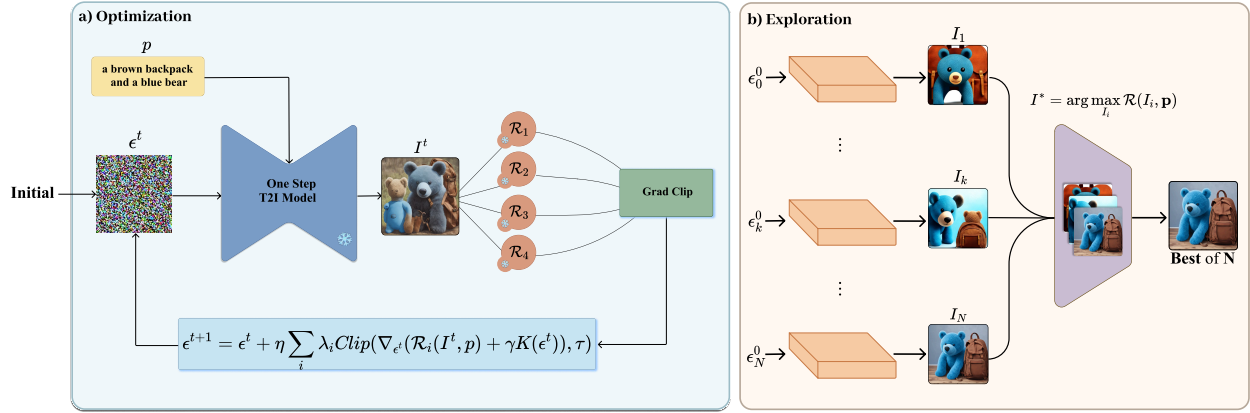 a) Optimization
p
a brown backpack
and a blue bear
ϵ^t
Initial
One Step
T2I Model
I^t
R_1
R_2
R_3
R_4
Grad Clip
ϵ^{t+1} = ϵ^t + η ∑_i λ_i Clip(∇_{ϵ^t}(R_i(I^t, p) + γK(ϵ^t)), τ)
b) Exploration
I_1
ϵ_0^0
⋮
I_k
ϵ_k^0
⋮
I_N
ϵ_N^0
I^* = arg max_{I_i} R(I_i, p)
Best of N